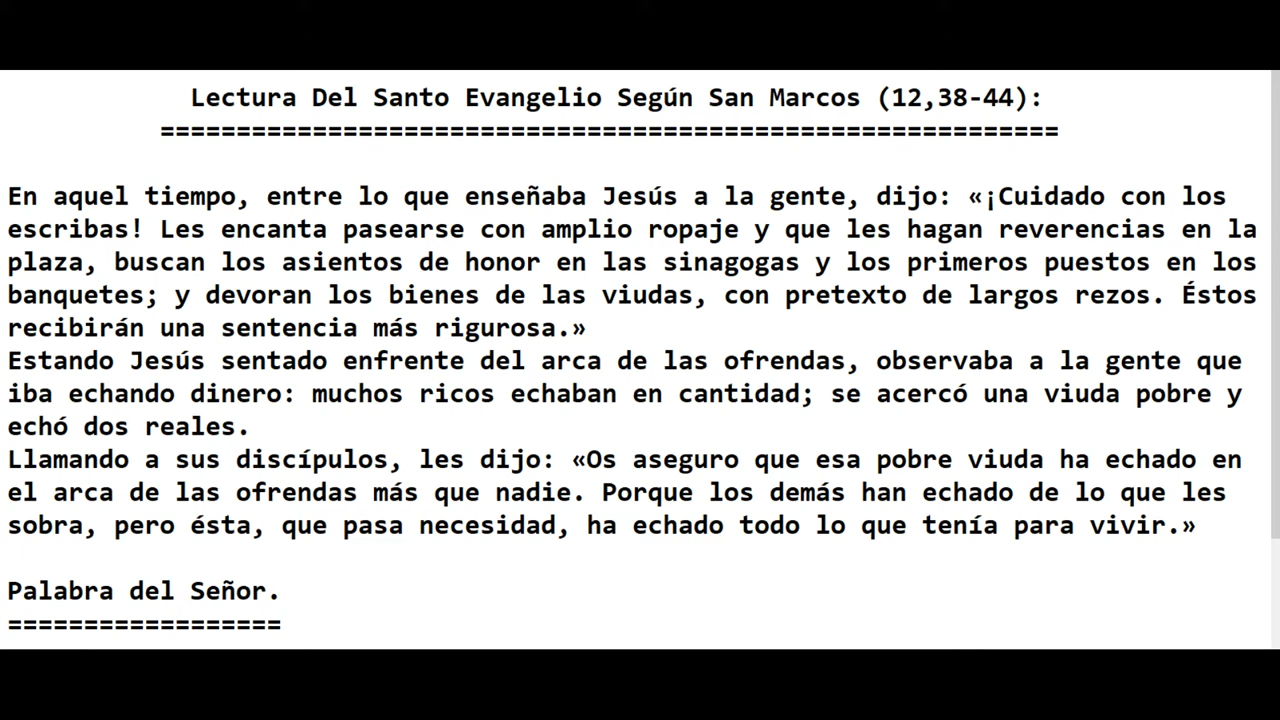 Lectura Del Santo Evangelio Según San Marcos (12,38-44):
===========================================================
En aquel tiempo, entre lo que enseñaba Jesús a la gente, dijo: «¡Cuidado con los
escribas! Les encanta pasearse con amplio ropaje y que les hagan reverencias en la
plaza, buscan los asientos de honor en las sinagogas y los primeros puestos en los
banquetes; y devoran los bienes de las viudas, con pretexto de largos rezos. Éstos
recibirán una sentencia más rigurosa.»
Estando Jesús sentado enfrente del arca de las ofrendas, observaba a la gente que
iba echando dinero: muchos ricos echaban en cantidad; se acercó una viuda pobre y
echó dos reales.
Llamando a sus discípulos, les dijo: «Os aseguro que esa pobre viuda ha echado en
el arca de las ofrendas más que nadie. Porque los demás han echado de lo que les
sobra, pero ésta, que pasa necesidad, ha echado todo lo que tenía para vivir.»
Palabra del Señor.
==================